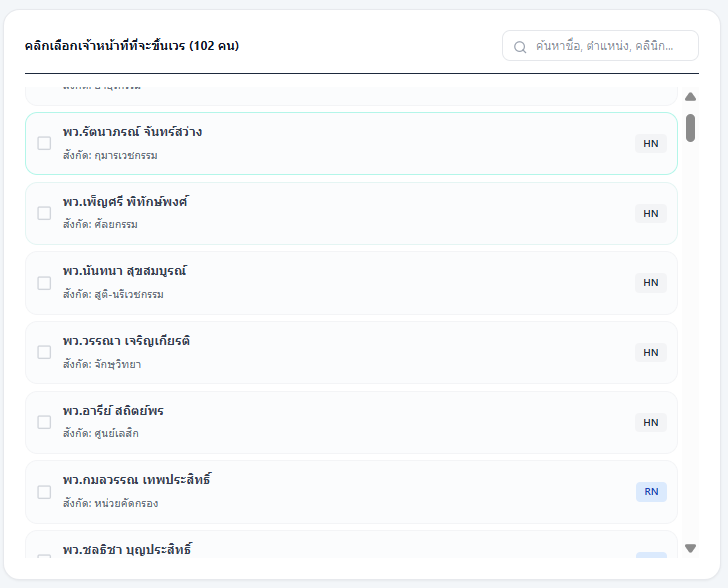 คลิกเลือกเจ้าหน้าที่ที่จะขึ้นเวร (102 คน)
ค้นหาชื่อ, ตำแหน่ง, คลินิก...
พว.รัตนาภรณ์ จันทร์สว่าง
HN
สังกัด: กุมารเวชกรรม
พว.เพ็ญศรี พิทักษ์พงศ์
HN
สังกัด: ศัลยกรรม
พว.นันทนา สุขสมบูรณ์
HN
สังกัด: สูติ-นรีเวชกรรม
พว.วรรณา เจริญเกียรติ
HN
สังกัด: จักษุวิทยา
พว.อารีย์ สถิตย์พร
HN
สังกัด: ศูนย์เลสิก
พว.กมลวรรณ เทพประสิทธิ์
RN
สังกัด: หน่วยคัดกรอง
พว.ชลธิชา บุญประสิทธิ์